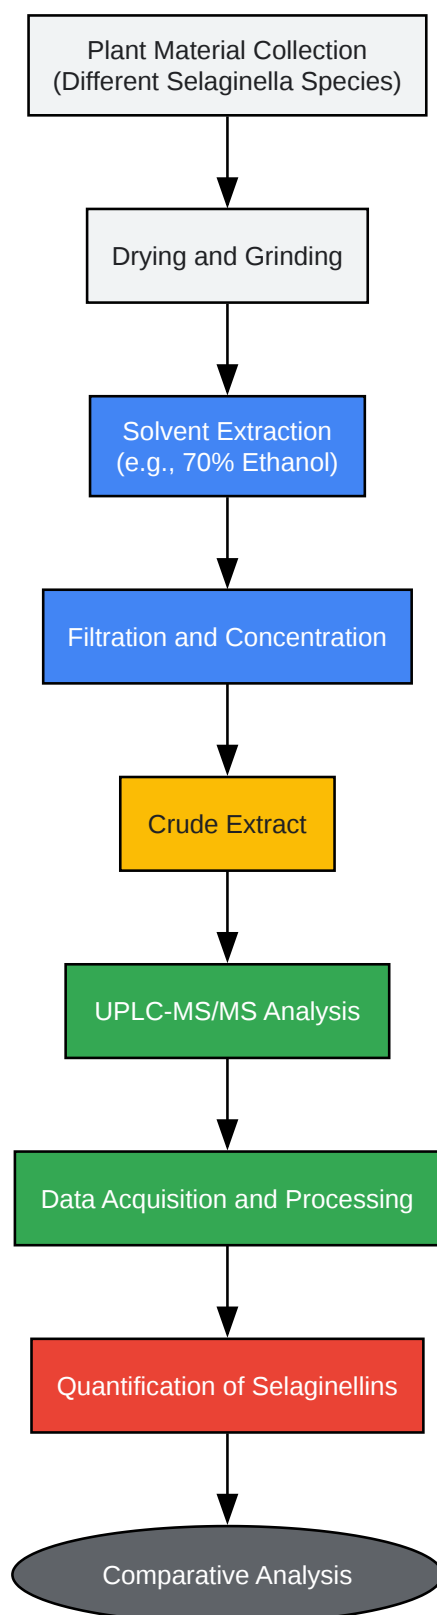 Plant Material Collection
(Different Selaginella Species)
Drying and Grinding
Solvent Extraction
(e.g., 70% Ethanol)
Filtration and Concentration
Crude Extract
UPLC-MS/MS Analysis
Data Acquisition and Processing
Quantification of Selaginellins
Comparative Analysis